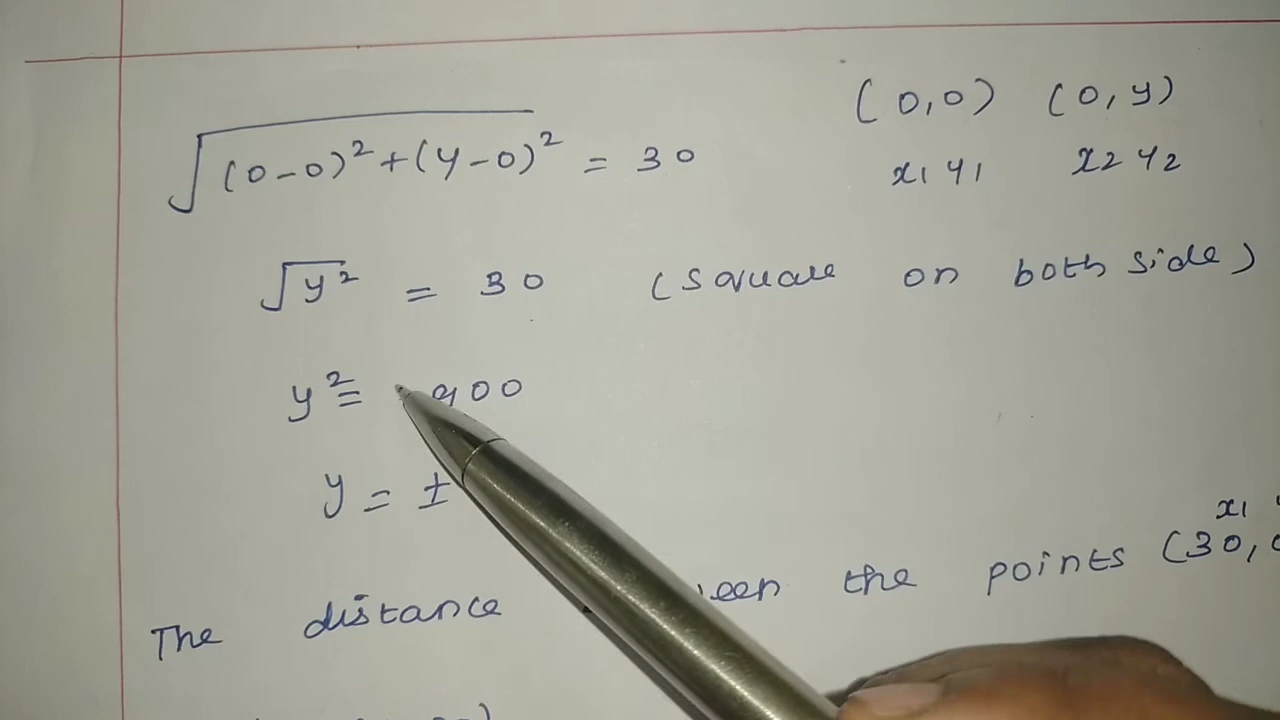 √(0-0)²+(y-0)² = 30 (0,0) (0,y)
x₁ y₁ x₂ y₂
√y² = 30 (square on both side)
y² = 900
y = ±
The distance the points (30,
x₁